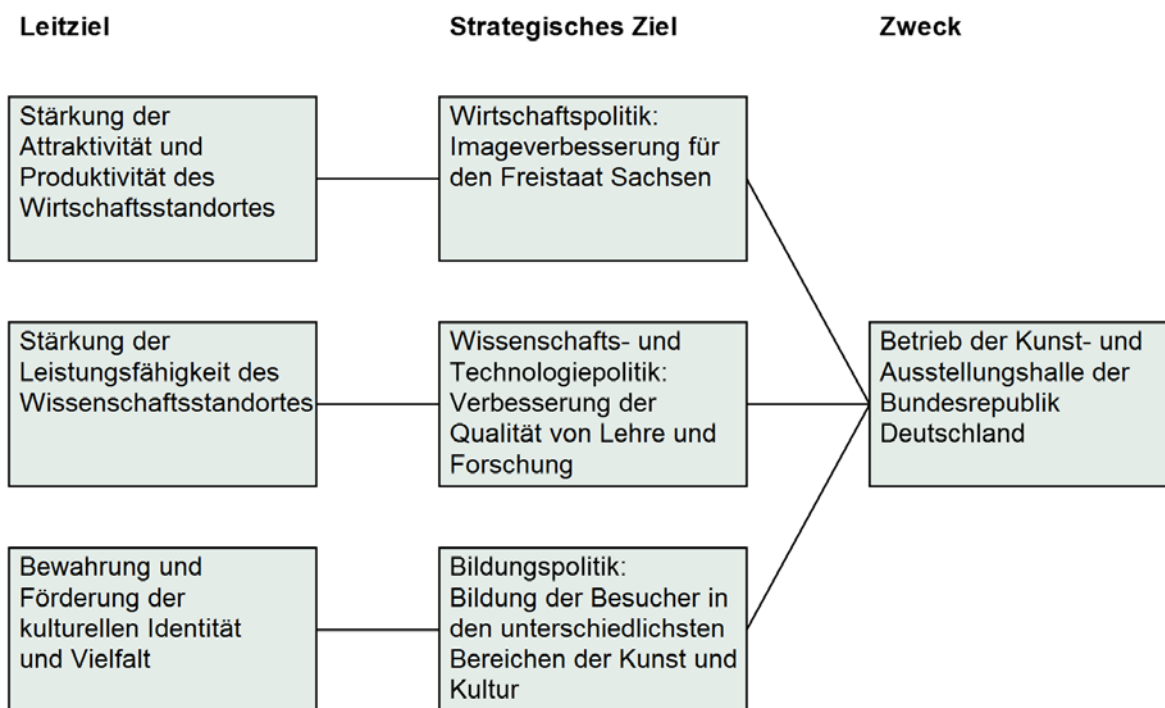 Leitziel
Strategisches Ziel
Zweck
Stärkung der
Attraktivität und
Produktivität des
Wirtschaftsstandortes
Wirtschaftspolitik:
Imageverbesserung für
den Freistaat Sachsen
Stärkung der
Leistungsfähigkeit des
Wissenschaftsstandortes
Wissenschafts- und
Technologiepolitik:
Verbesserung der
Qualität von Lehre und
Forschung
Betrieb der Kunst- und
Ausstellungshalle der
Bundesrepublik
Deutschland
Bewahrung und
Förderung der
kulturellen Identität
und Vielfalt
Bildungspolitik:
Bildung der Besucher in
den unterschiedlichsten
Bereichen der Kunst und
Kultur